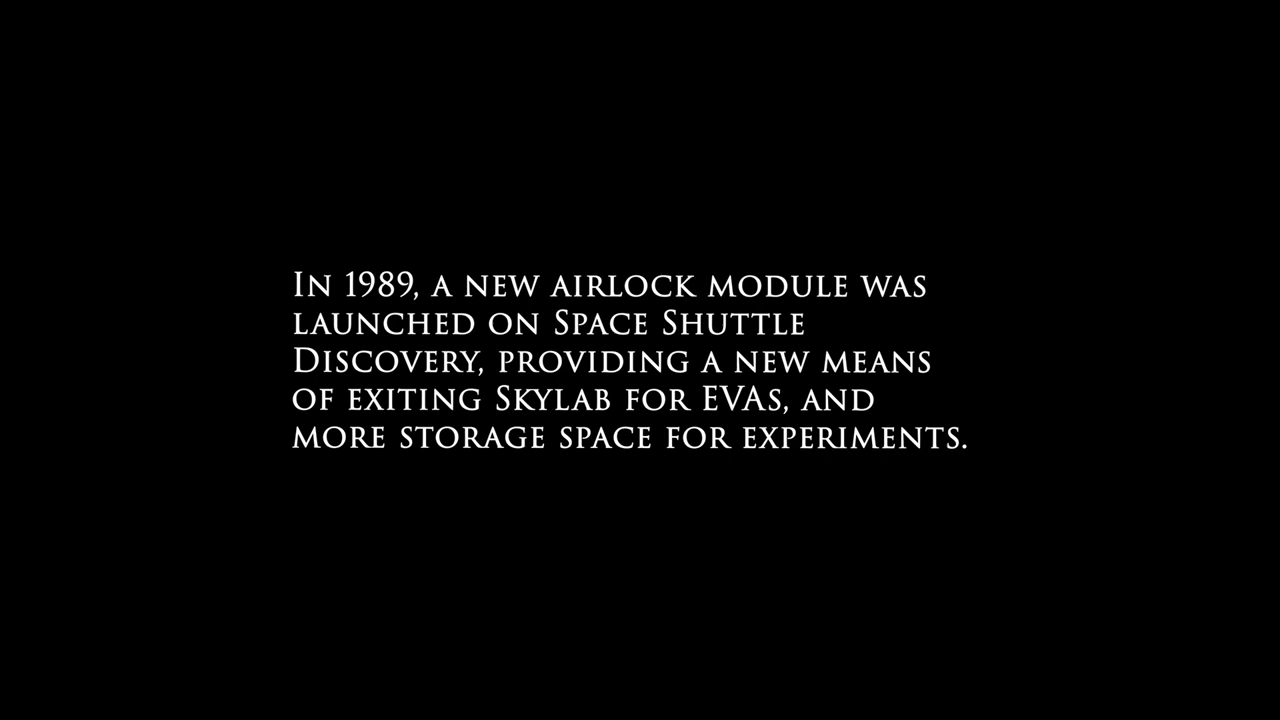 In 1989, a new airlock module was
launched on Space Shuttle
Discovery, providing a new means
of exiting Skylab for EVAs, and
more storage space for experiments.